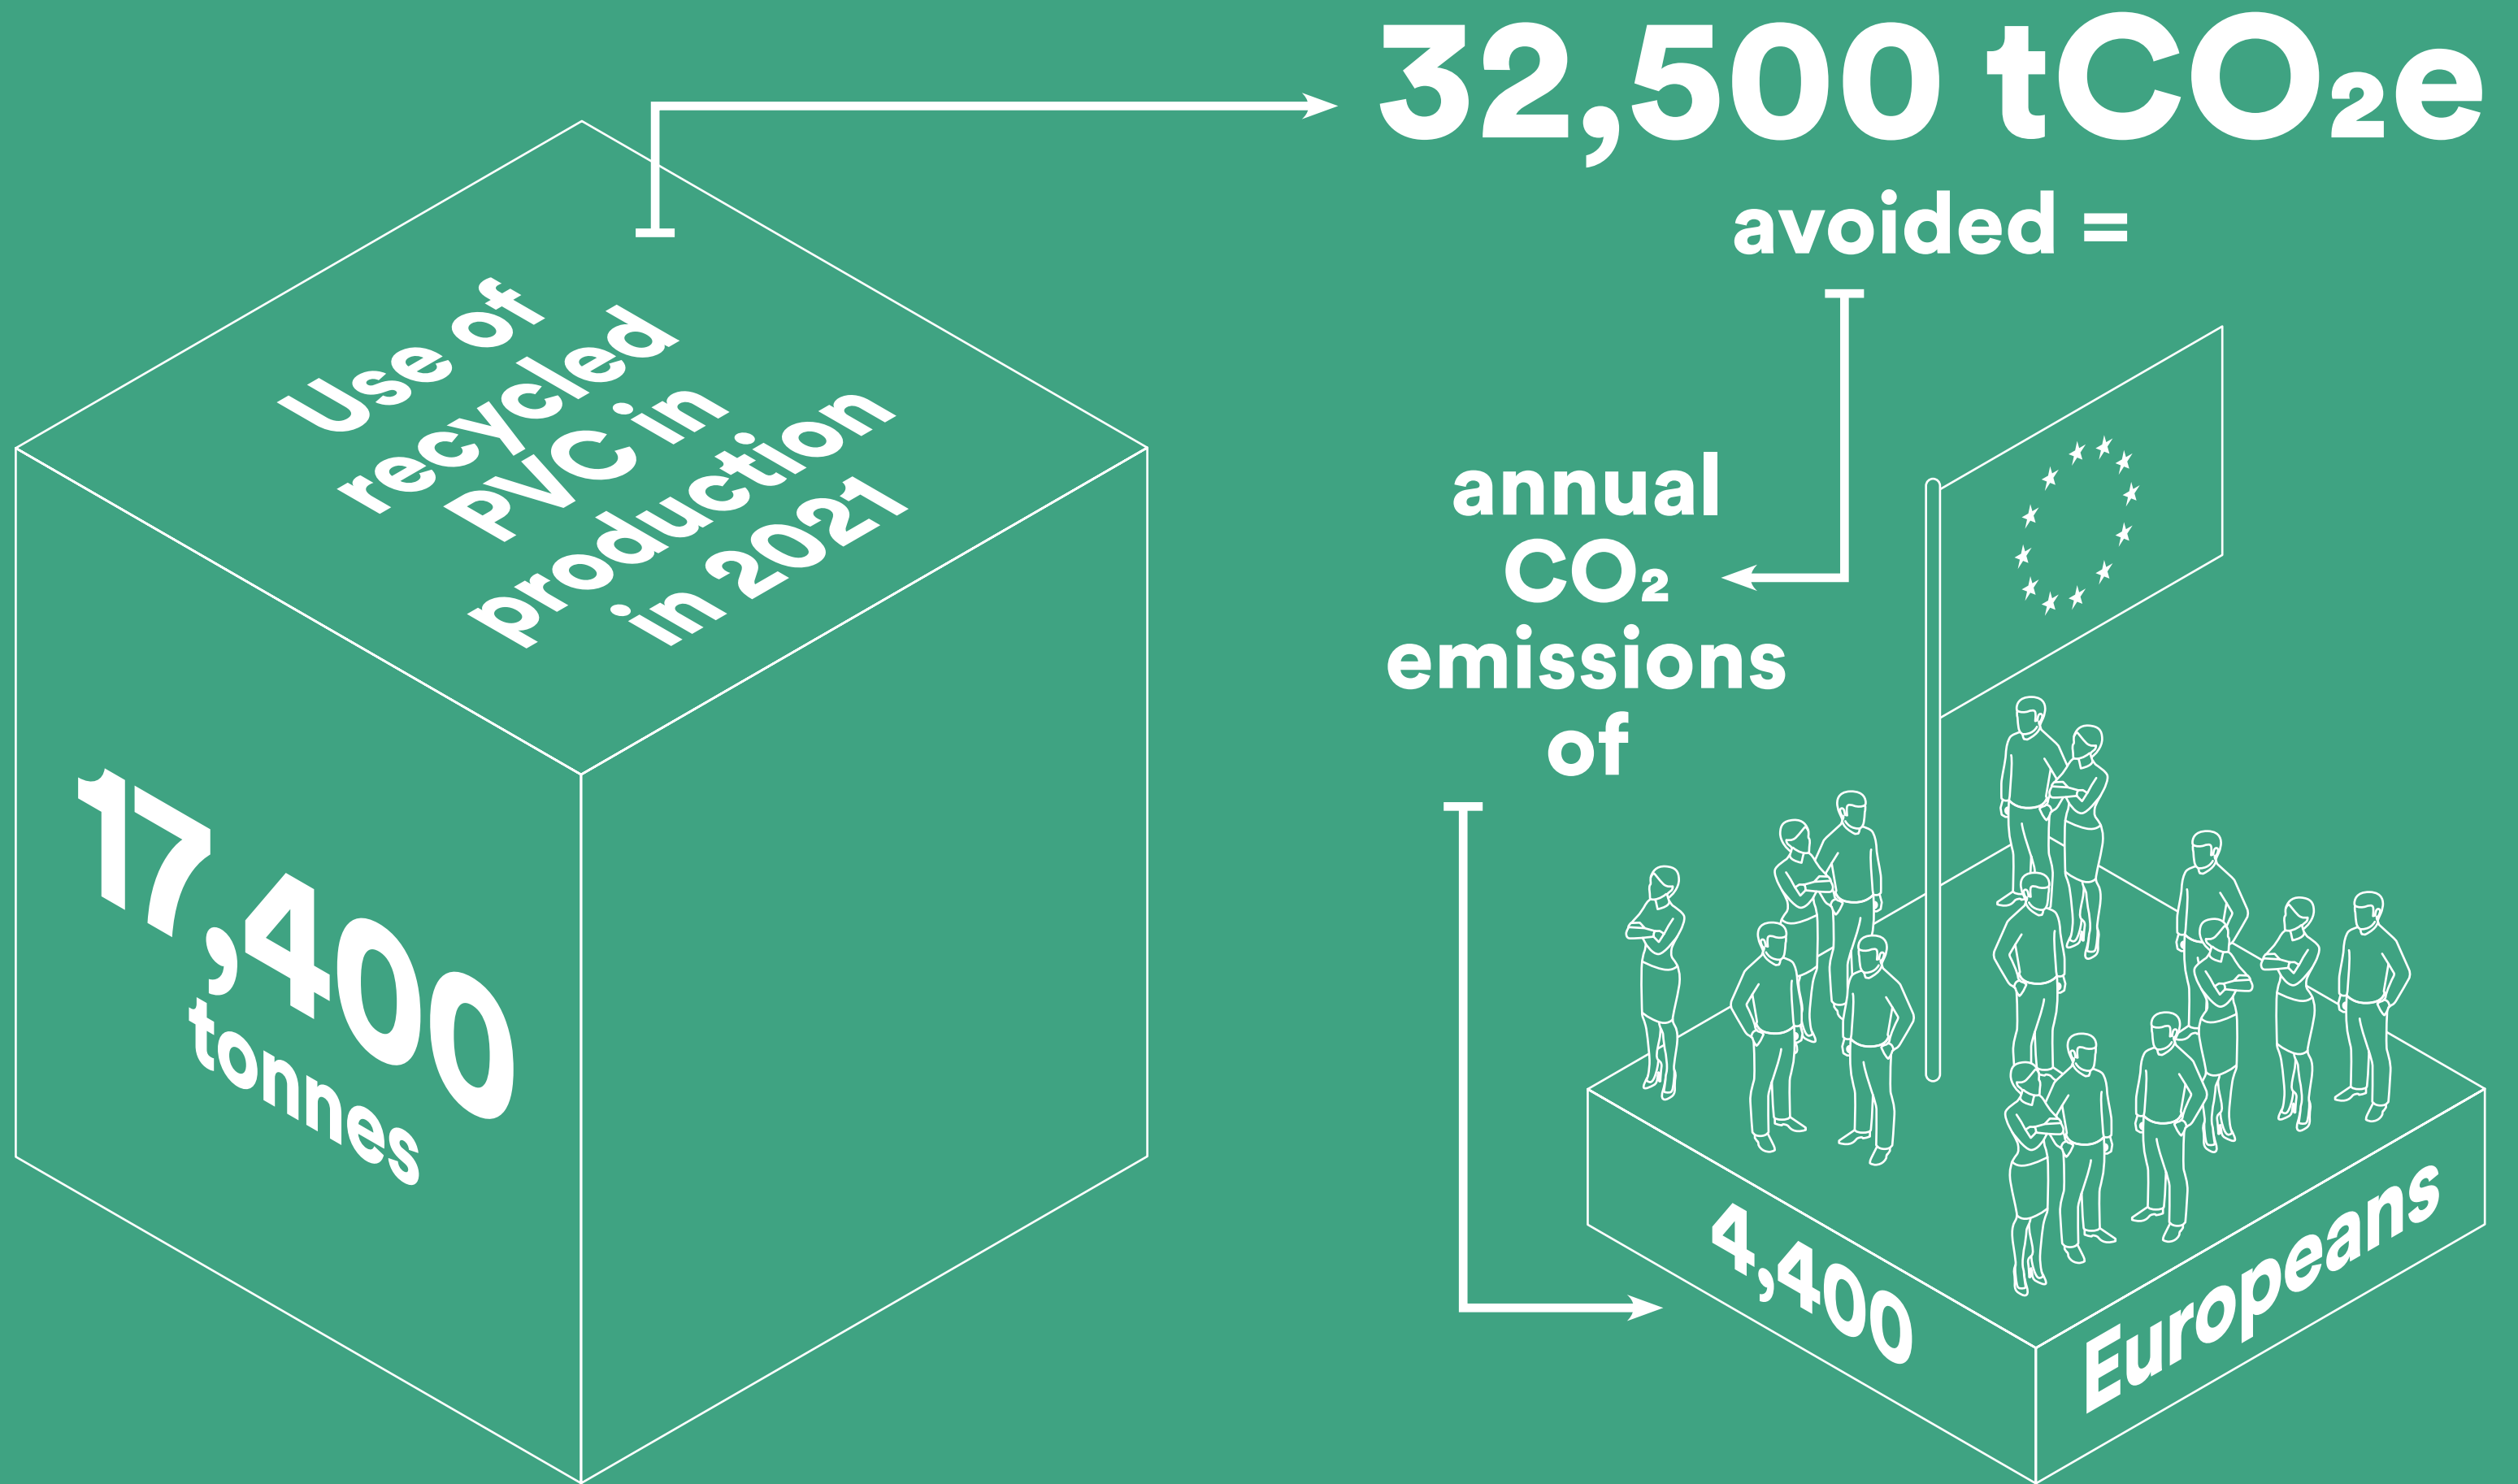 Use of
recycled
PVC in
production
in 2021
17,400
tonnes
32,500 tCO₂e
avoided =
annual
CO₂
emissions
of
4,400
Europeans